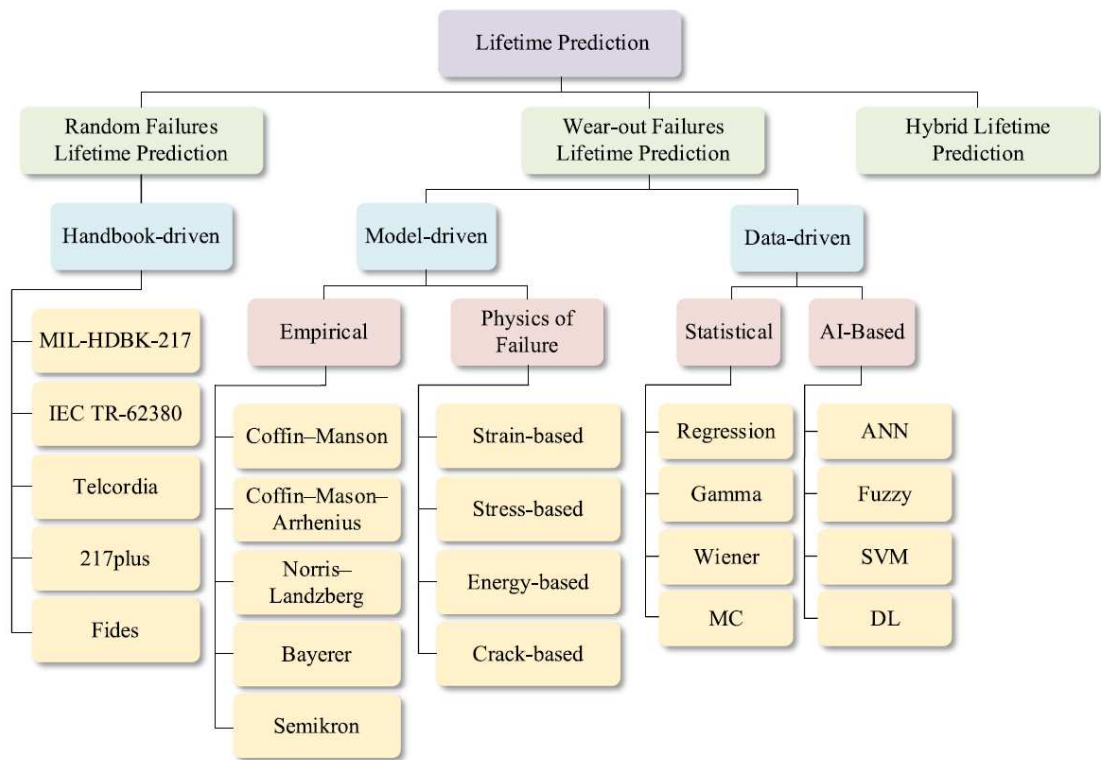 Lifetime Prediction
Random Failures
Lifetime Prediction
Wear-out Failures
Lifetime Prediction
Hybrid Lifetime
Prediction
Handbook-driven
Model-driven
Data-driven
MIL-HDBK-217
IEC TR-62380
Telcordia
217plus
Fides
Empirical
Coffin–Manson
Coffin–Mason–
Arrhenius
Norris–
Landzberg
Bayerer
Semikron
Physics of
Failure
Strain-based
Stress-based
Energy-based
Crack-based
Statistical
Regression
Gamma
Wiener
MC
AI-Based
ANN
Fuzzy
SVM
DL